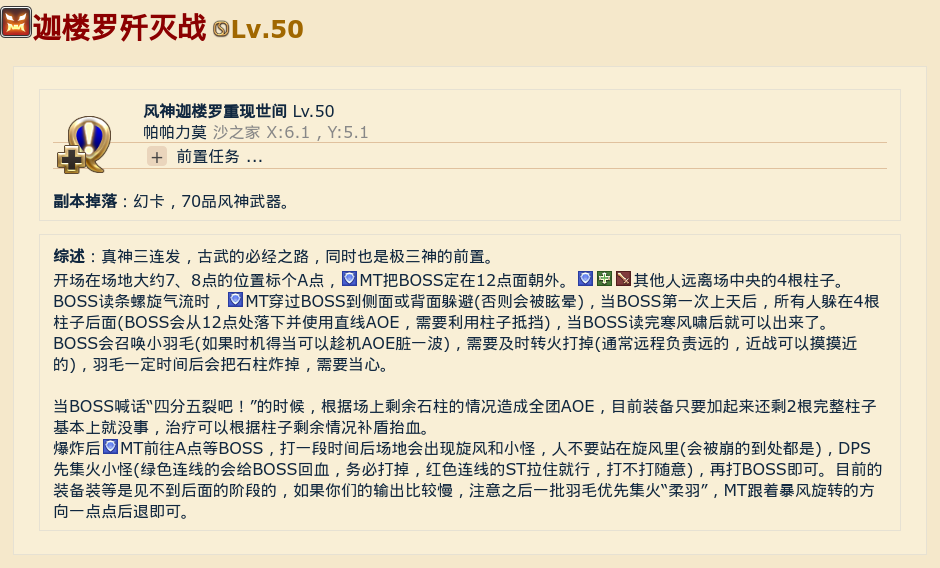 迦楼罗歼灭战 Lv.50
风神迦楼罗重现世间 Lv.50
帕帕力莫 沙之家 X:6.1，Y:5.1
+ 前置任务 ...
副本掉落：幻卡，70品风神武器。
综述：真神三连发，古武的必经之路，同时也是极三神的前置。
开场在场地大约7、8点的位置标个A点，MT把BOSS定在12点面朝外。其他人远离场中央的4根柱子。
BOSS读条螺旋气流时，MT穿过BOSS到侧面或背面躲避(否则会被眩晕)，当BOSS第一次上天后，所有人躲在4根
柱子后面(BOSS会从12点处落下并使用直线AOE，需要利用柱子抵挡)，当BOSS读完寒风啸后就可以出来了。
BOSS会召唤小羽毛(如果时机得当可以趁机AOE脏一波)，需要及时转火打掉(通常远程负责远的，近战可以摸摸近
的)，羽毛一定时间后会把石柱炸掉，需要当心。
当BOSS喊话“四分五裂吧！”的时候，根据场上剩余石柱的情况造成全团AOE，目前装备只要加起来还剩2根完整柱子
基本上就没事，治疗可以根据柱子剩余情况补盾抬血。
爆炸后MT前往A点等BOSS，打一段时间后场地会出现旋风和小怪，人不要站在旋风里(会被崩的到处都是)，DPS
先集火小怪(绿色连线的会给BOSS回血，务必打掉，红色连线的ST拉住就行，打不打随意)，再打BOSS即可。目前的
装备装等是见不到后面的阶段的，如果你们的输出比较慢，注意之后一批羽毛优先集火“柔羽”，MT跟着暴风旋转的方
向一点点后退即可。